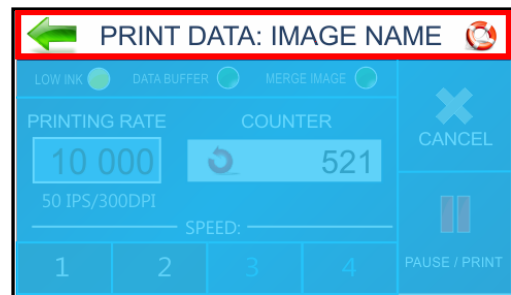 PRINT DATA: IMAGE NAME
LOW INK DATA BUFFER MERGE IMAGE
PRINTING RATE COUNTER
CANCEL
10 000 521
50 IPS/300DPI
SPEED:
1 2 3 4
PAUSE / PRINT